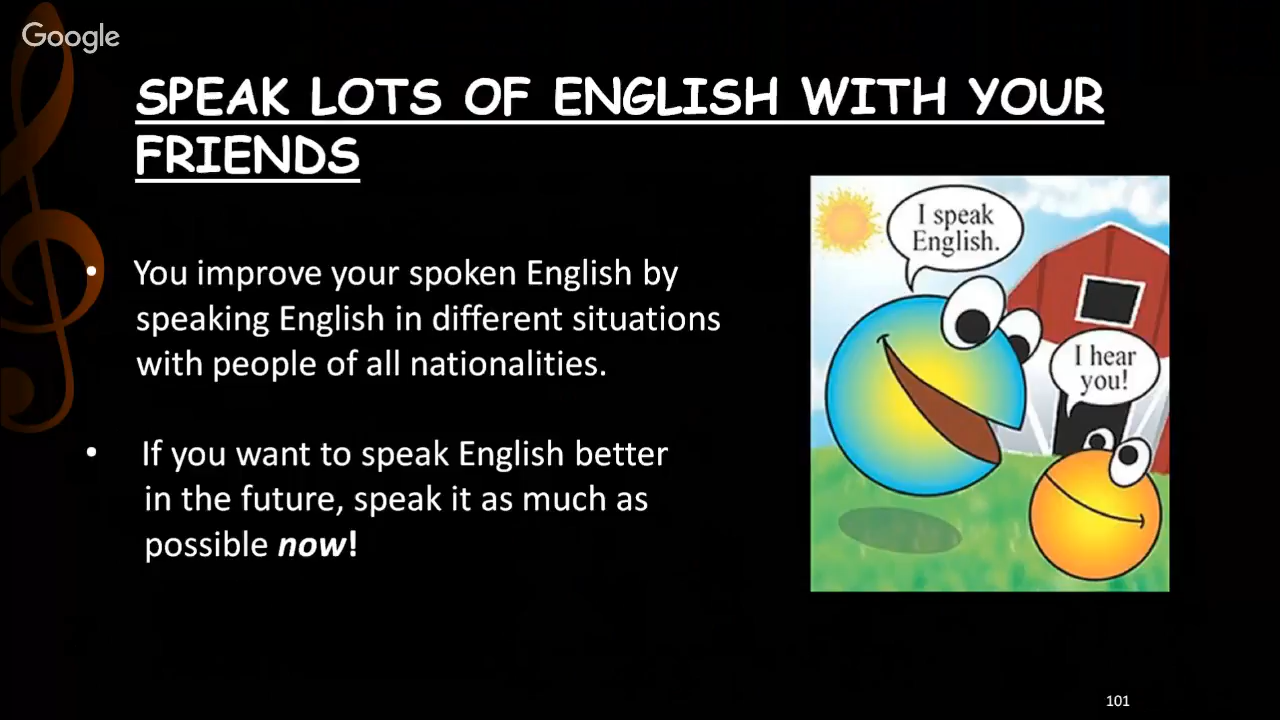 Google
SPEAK LOTS OF ENGLISH WITH YOUR
FRIENDS
• You improve your spoken English by
speaking English in different situations
with people of all nationalities.
• If you want to speak English better
in the future, speak it as much as
possible now!
I speak
English.
I hear
you!
101